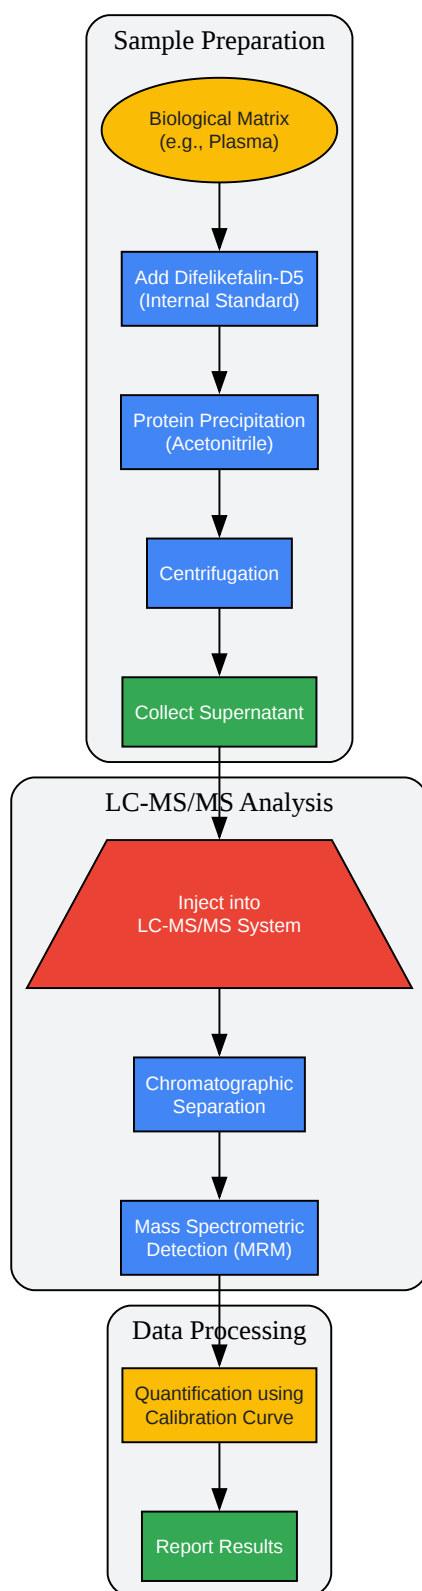 Sample Preparation
Biological Matrix
(e.g., Plasma)
Add Difelikefalin-D5
(Internal Standard)
Protein Precipitation
(Acetonitrile)
Centrifugation
Collect Supernatant
LC-MS/MS Analysis
Inject into
LC-MS/MS System
Chromatographic
Separation
Mass Spectrometric
Detection (MRM)
Data Processing
Quantification using
Calibration Curve
Report Results